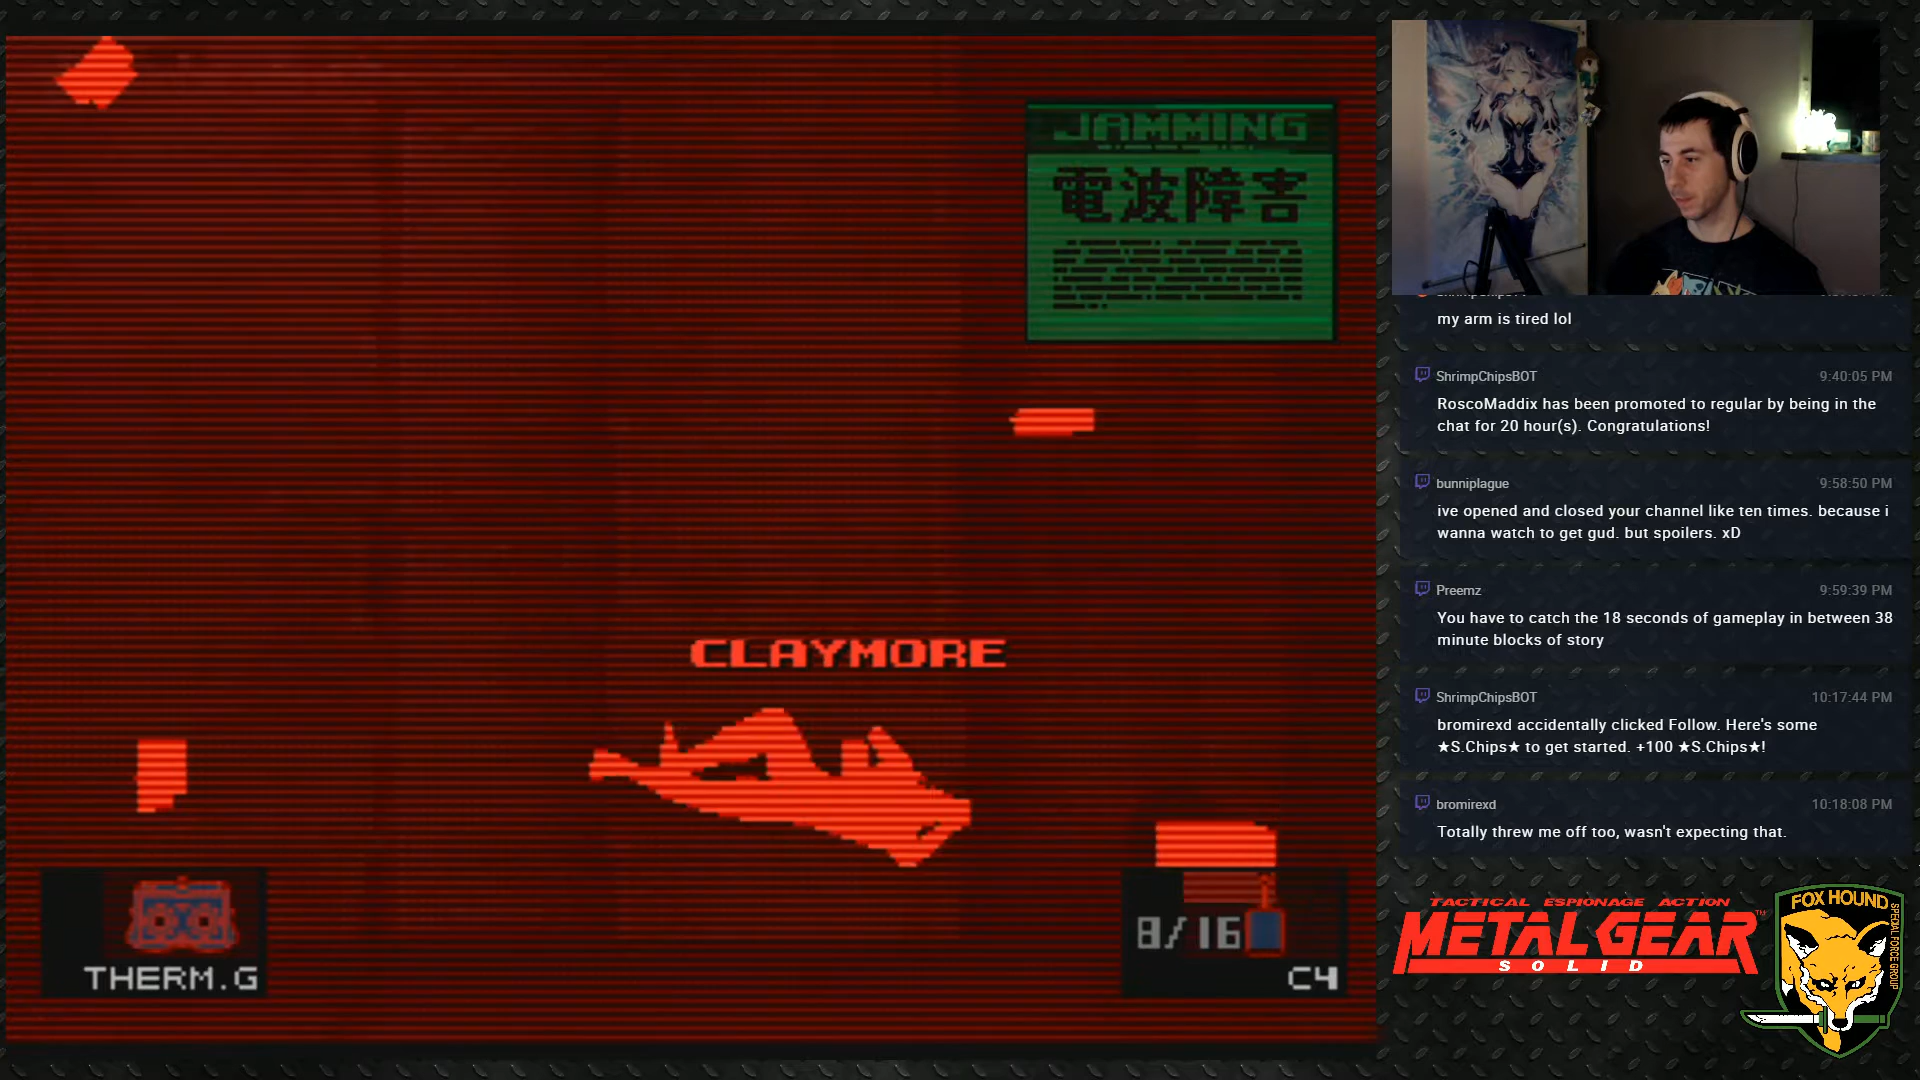 JAMMING
電波障害
CLAYMORE
THERM.G
8/16
C4
my arm is tired lol
ShrimpChipsBOT 9:40:05 PM
RoscoMaddix has been promoted to regular by being in the
chat for 20 hour(s). Congratulations!
bunniplague 9:58:50 PM
ive opened and closed your channel like ten times. because i
wanna watch to get gud. but spoilers. xD
Preemz 9:59:39 PM
You have to catch the 18 seconds of gameplay in between 38
minute blocks of story
ShrimpChipsBOT 10:17:44 PM
bromirexd accidentally clicked Follow. Here's some
★S.Chips★ to get started. +100 ★S.Chips★!
bromirexd 10:18:08 PM
Totally threw me off too, wasn't expecting that.
TACTICAL ESPIONAGE ACTION
METAL GEAR™
SOLID
FOX HOUND
SPECIAL FORCE GROUP